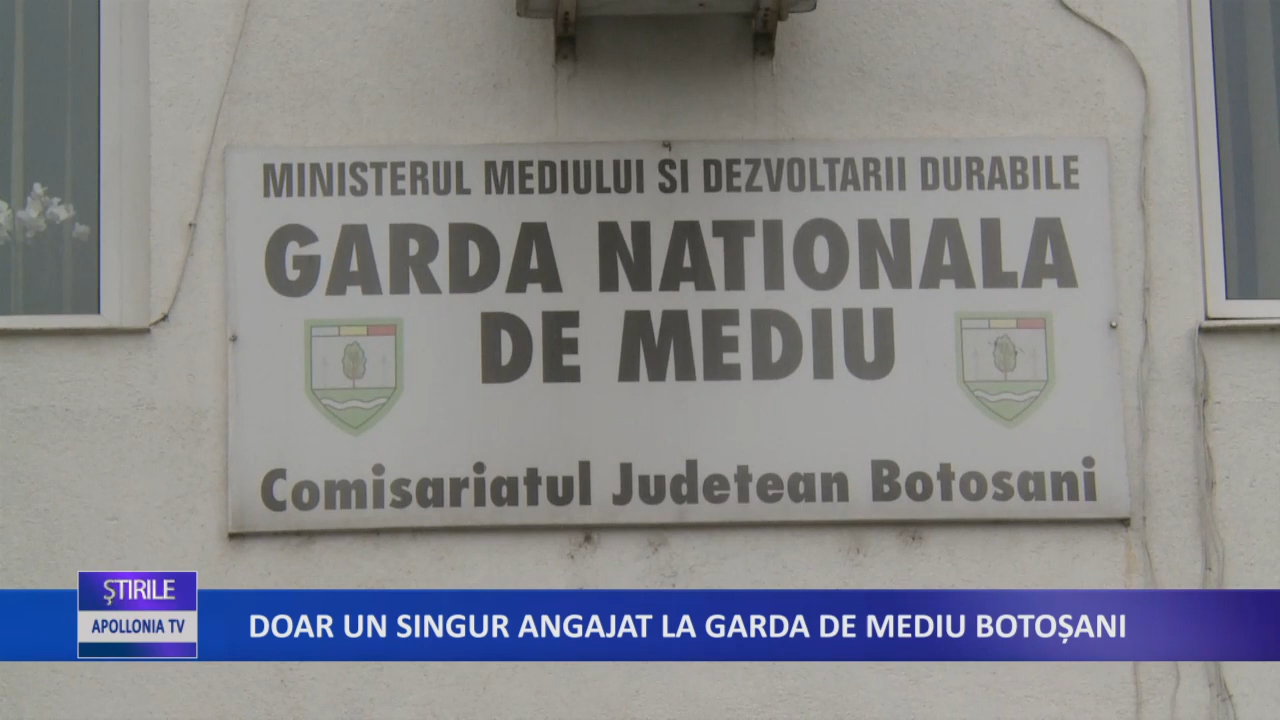 MINISTERUL MEDIULUI SI DEZVOLTARII DURABILE
GARDA NATIONALA
DE MEDIU
Comisariatul Judetean Botosani
ŞTIRILE
APOLLONIA TV
DOAR UN SINGUR ANGAJAT LA GARDA DE MEDIU BOTOȘANI